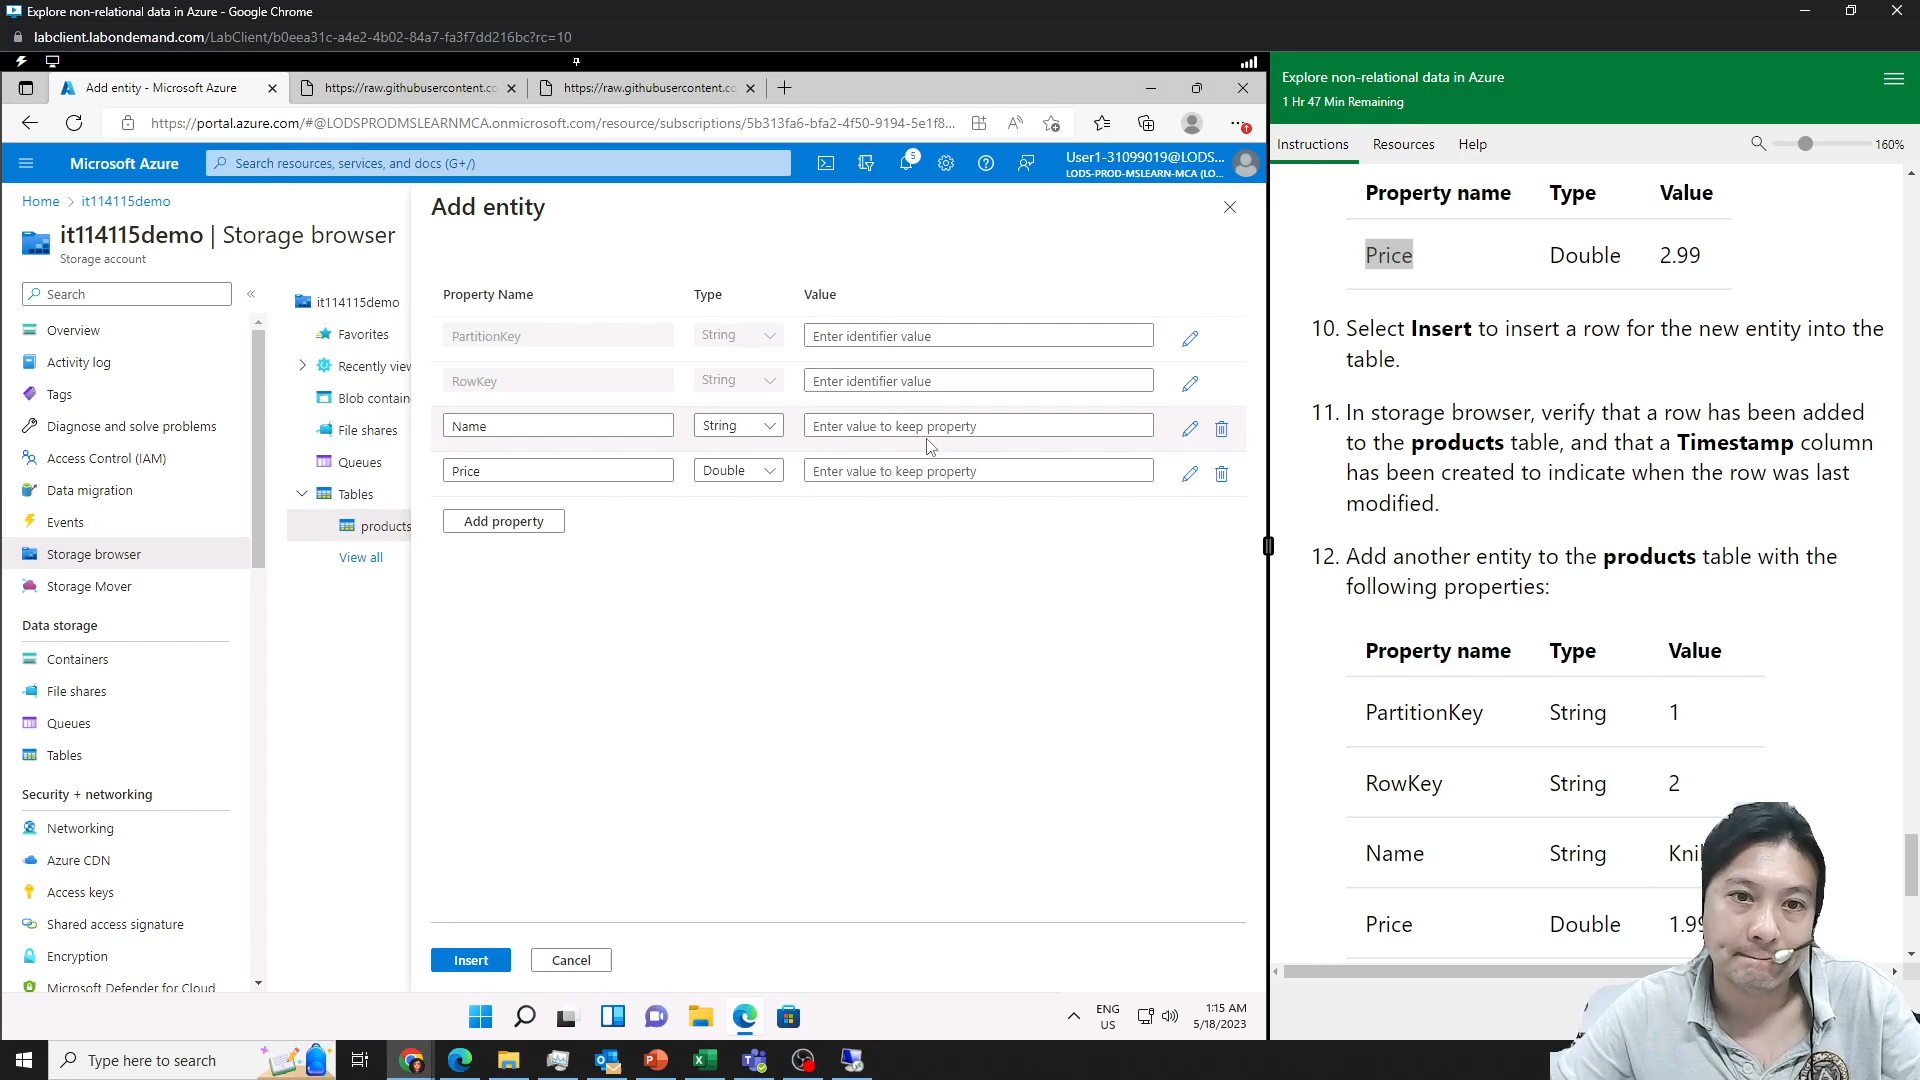 Explore non-relational data in Azure - Google Chrome
labclient.labondemand.com/LabClient/b0eea31c-a4e2-4b02-84a7-fa3f7dd216bc?rc=10
Add entity - Microsoft Azure
https://raw.githubusercontent.cc
https://raw.githubusercontent.cc
https://portal.azure.com/#@LODSPRODMSLEARNMCA.onmicrosoft.com/resource/subscriptions/5b313fa6-bfa2-4f50-9194-5e1f8...
Microsoft Azure
Search resources, services, and docs (G+/)
5
User1-31099019@LODS...
LODS-PROD-MSLEARN-MCA (LO...
Home > it114115demo
it114115demo | Storage browser
Storage account
Search
Overview
Activity log
Tags
Diagnose and solve problems
Access Control (IAM)
Data migration
Events
Storage browser
Storage Mover
Data storage
Containers
File shares
Queues
Tables
Security + networking
Networking
Azure CDN
Access keys
Shared access signature
Encryption
Microsoft Defender for Cloud
it114115demo
Favorites
Recently view
Blob contain
File shares
Queues
Tables
products
View all
Add entity
Property Name Type Value
PartitionKey String Enter identifier value
RowKey String Enter identifier value
Name String Enter value to keep property
Price Double Enter value to keep property
Add property
Insert Cancel
ENG
US
1:15 AM
5/18/2023
Explore non-relational data in Azure
1 Hr 47 Min Remaining
Instructions Resources Help
160%
Property name Type Value
Price Double 2.99
10. Select Insert to insert a row for the new entity into the
table.
11. In storage browser, verify that a row has been added
to the products table, and that a Timestamp column
has been created to indicate when the row was last
modified.
12. Add another entity to the products table with the
following properties:
Property name Type Value
PartitionKey String 1
RowKey String 2
Name String Kni
Price Double 1.99
Type here to search